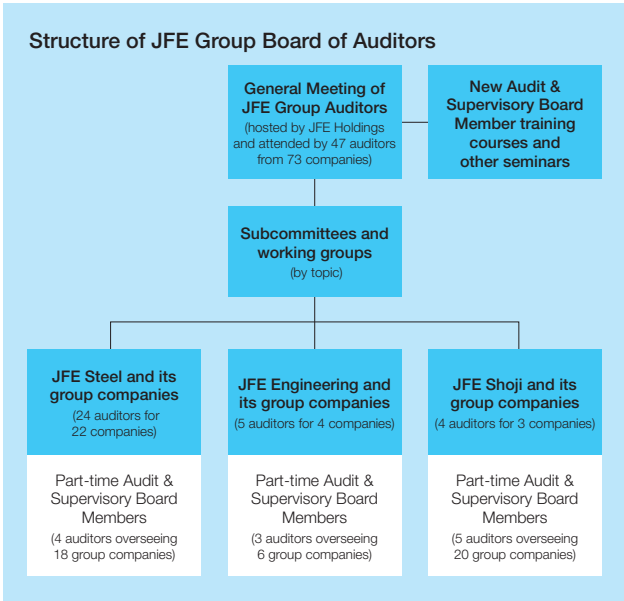 Structure of JFE Group Board of Auditors
General Meeting of
JFE Group Auditors
(hosted by JFE Holdings
and attended by 47 auditors
from 73 companies)
New Audit &
Supervisory Board
Member training
courses and
other seminars
Subcommittees and
working groups
(by topic)
JFE Steel and its
group companies
(24 auditors for
22 companies)
Part-time Audit &
Supervisory Board
Members
(4 auditors overseeing
18 group companies)
JFE Engineering and
its group companies
(5 auditors for 4 companies)
Part-time Audit &
Supervisory Board
Members
(3 auditors overseeing
6 group companies)
JFE Shoji and its
group companies
(4 auditors for 3 companies)
Part-time Audit &
Supervisory Board
Members
(5 auditors overseeing
20 group companies)